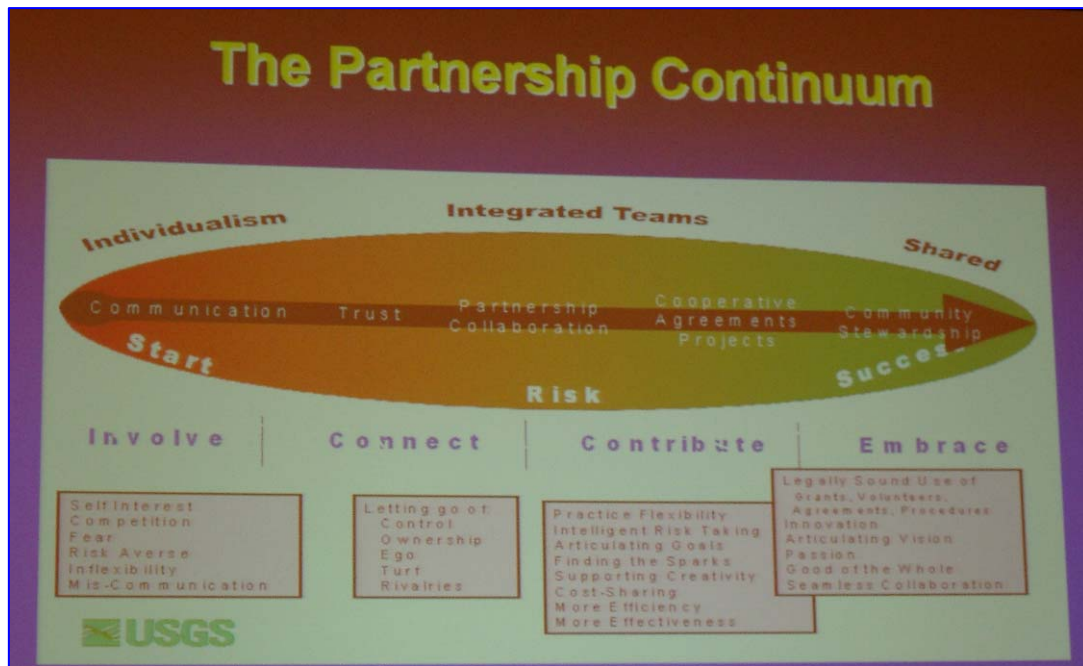 The Partnership Continuum
Individualism
Integrated Teams
Shared
Communication
Trust
Partnership
Collaboration
Cooperative
Agreements
Projects
Community
Stewardship
Start
Risk
Success
Involve
Connect
Contribute
Embrace
Self Interest
Competition
Fear
Risk Averse
Inflexibility
Mis-Communication
Letting go of:
Control
Ownership
Ego
Turf
Rivalries
Practice Flexibility
Intelligent Risk Taking
Articulating Goals
Finding the Sparks
Supporting Creativity
Cost-Sharing
More Efficiency
More Effectiveness
Legally Sound Use of
Grants, Volunteers,
Agreements, Procedures
Innovation
Articulating Vision
Passion
Good of the Whole
Seamless Collaboration
USGS